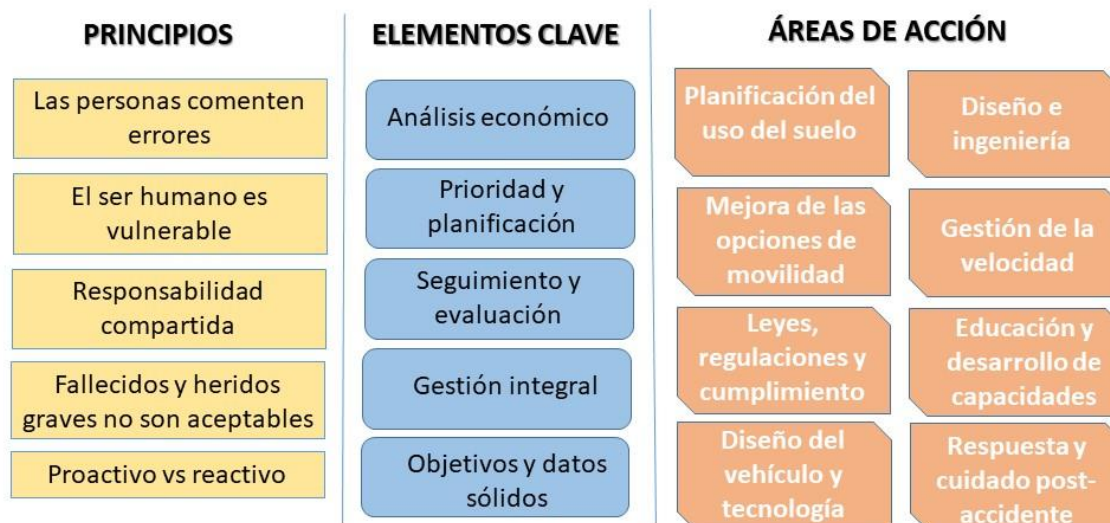 PRINCIPIOS
Las personas comenten
errores
El ser humano es
vulnerable
Responsabilidad
compartida
Fallecidos y heridos
graves no son aceptables
Proactivo vs reactivo
ELEMENTOS CLAVE
Análisis económico
Prioridad y
planificación
Seguimiento y
evaluación
Gestión integral
Objetivos y datos
sólidos
ÁREAS DE ACCIÓN
Planificación del
uso del suelo
Diseño e
ingeniería
Mejora de las
opciones de
movilidad
Gestión de la
velocidad
Leyes,
regulaciones y
cumplimiento
Educación y
desarrollo de
capacidades
Diseño del
vehículo y
tecnología
Respuesta y
cuidado post-
accidente